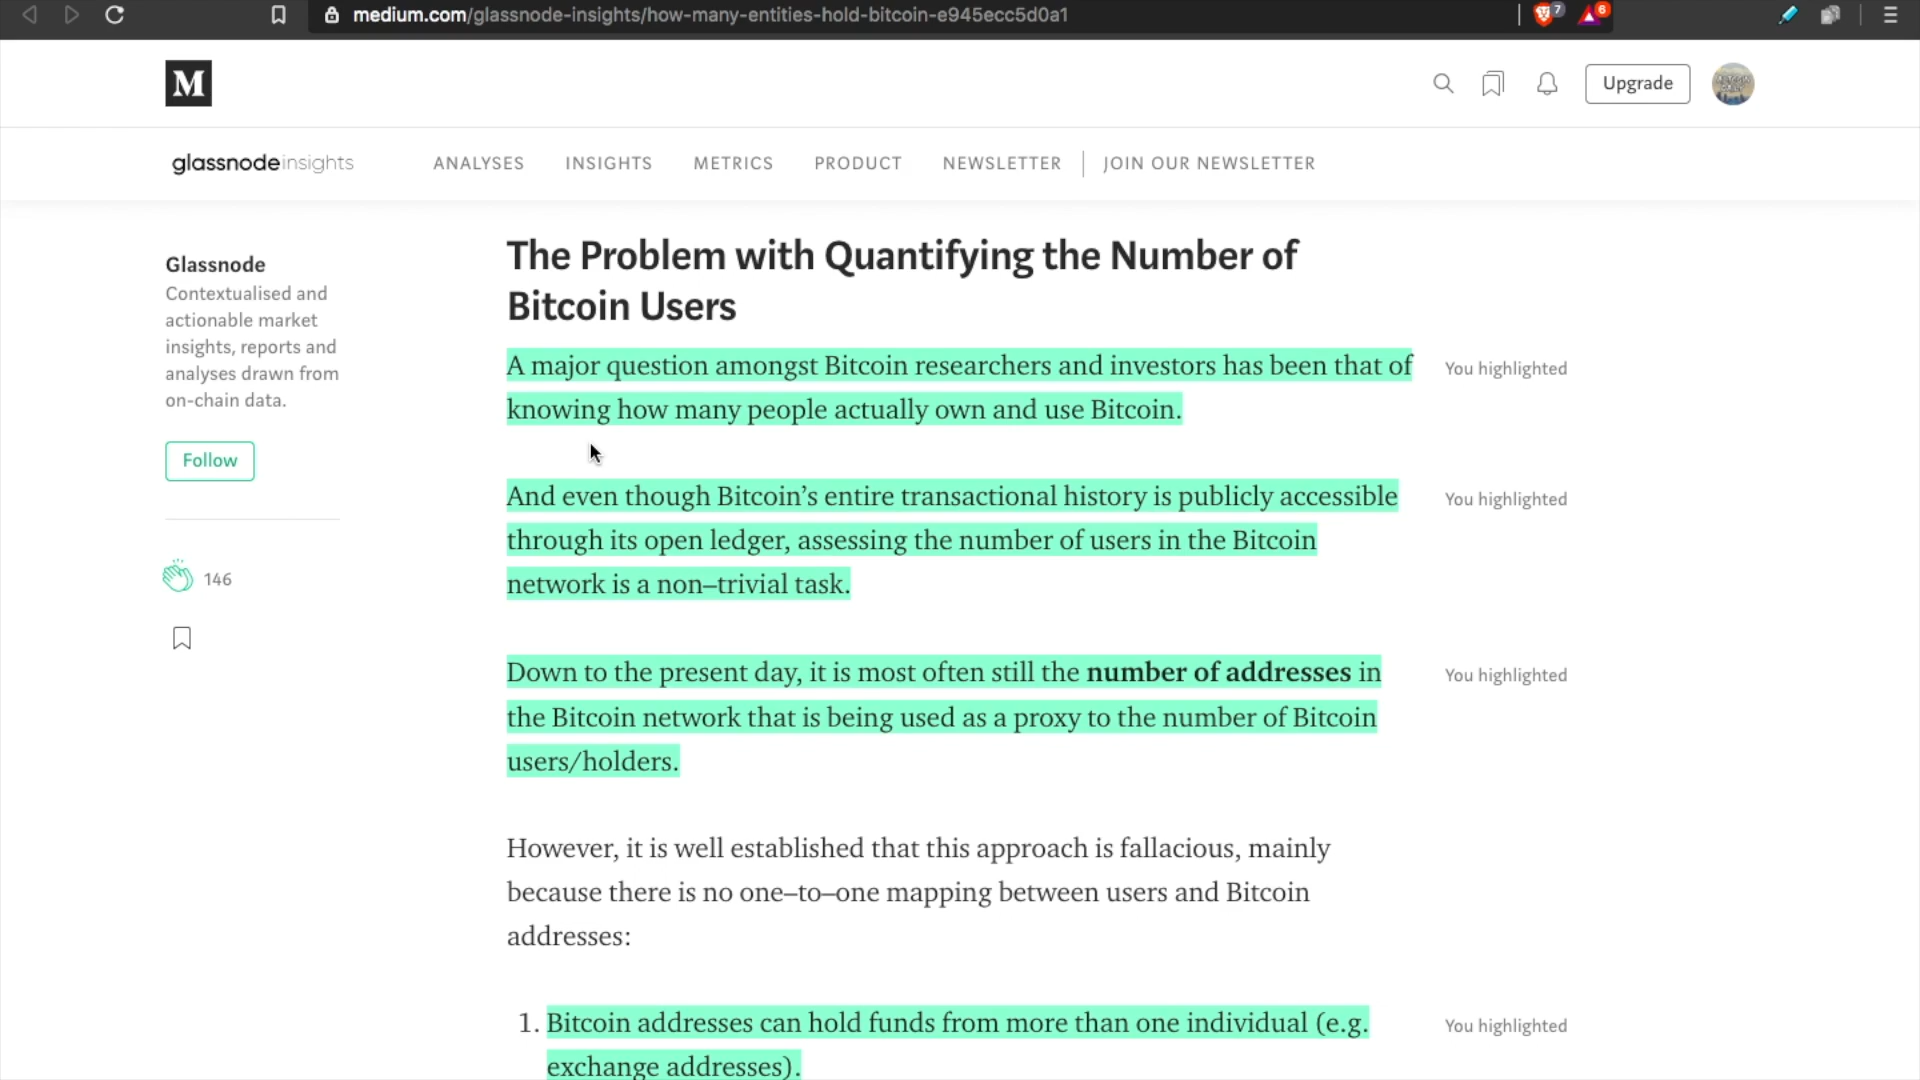 medium.com/glassnode-insights/how-many-entities-hold-bitcoin-e945ecc5d0a1
7
6
M
Upgrade
glassnodeinsights
ANALYSES
INSIGHTS
METRICS
PRODUCT
NEWSLETTER
JOIN OUR NEWSLETTER
Glassnode
Contextualised and
actionable market
insights, reports and
analyses drawn from
on-chain data.
Follow
146
The Problem with Quantifying the Number of
Bitcoin Users
A major question amongst Bitcoin researchers and investors has been that of
knowing how many people actually own and use Bitcoin.
You highlighted
And even though Bitcoin’s entire transactional history is publicly accessible
through its open ledger, assessing the number of users in the Bitcoin
network is a non–trivial task.
You highlighted
Down to the present day, it is most often still the number of addresses in
the Bitcoin network that is being used as a proxy to the number of Bitcoin
users/holders.
You highlighted
However, it is well established that this approach is fallacious, mainly
because there is no one–to–one mapping between users and Bitcoin
addresses:
1. Bitcoin addresses can hold funds from more than one individual (e.g.
exchange addresses).
You highlighted